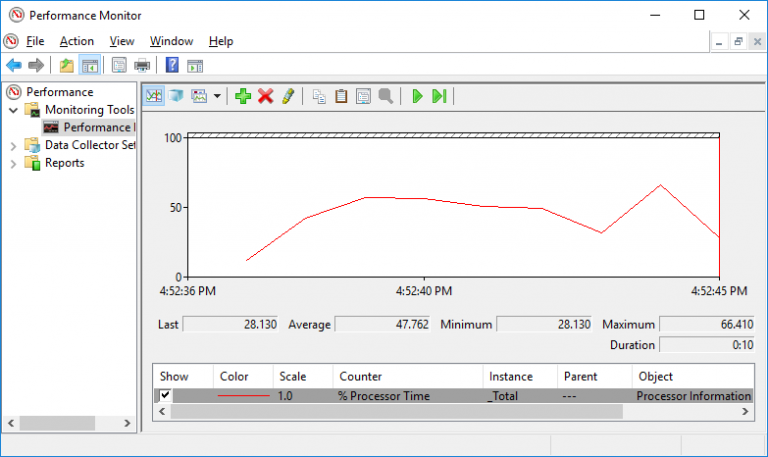 Performance Monitor
File Action View Window Help
Performance
Monitoring Tools
Performance
Data Collector Set
Reports
100
50
0
4:52:36 PM 4:52:40 PM 4:52:45 PM
Last 28.130 Average 47.762 Minimum 28.130 Maximum 66.410
Duration 0:10
Show Color Scale Counter Instance Parent Object
1.0 % Processor Time _Total --- Processor Information